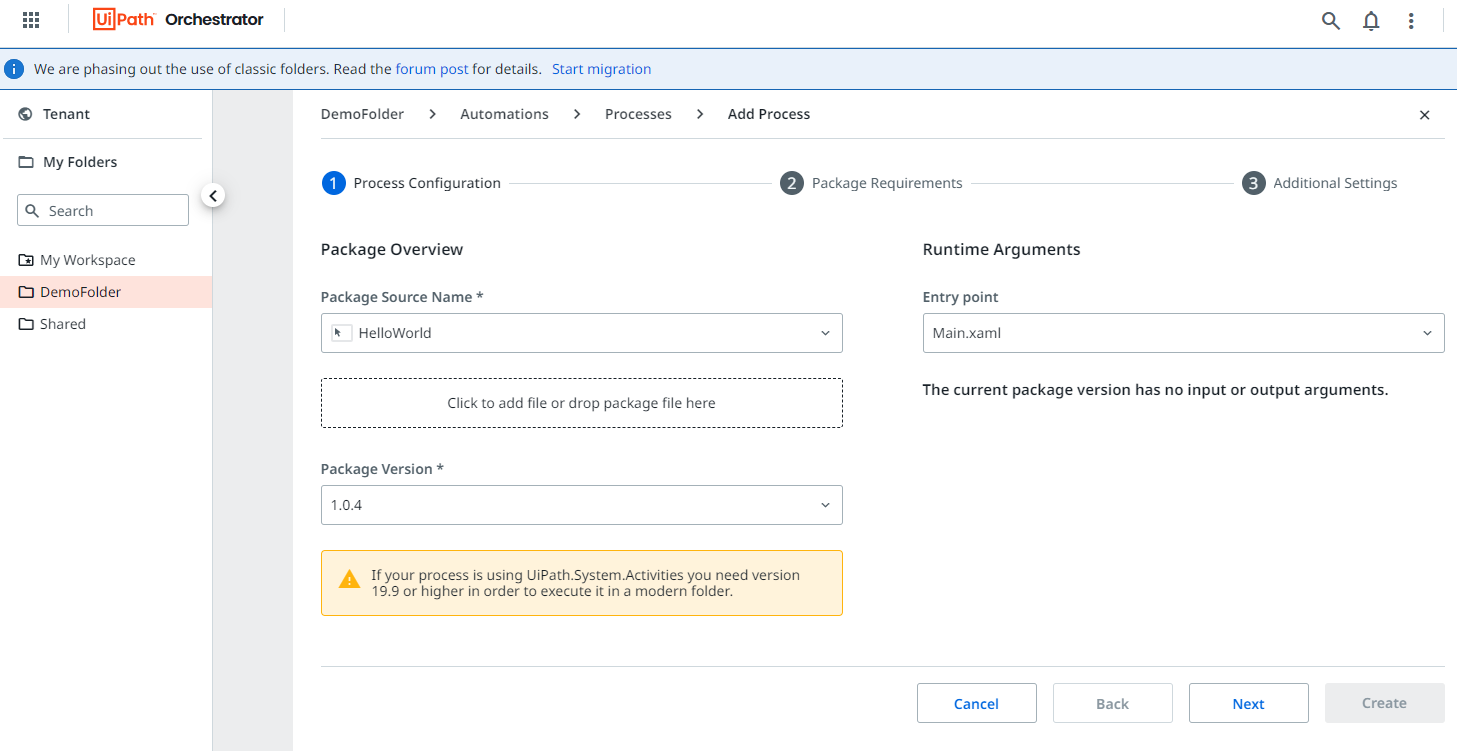 UiPath Orchestrator
We are phasing out the use of classic folders. Read the forum post for details. Start migration
Tenant
My Folders
Search
My Workspace
DemoFolder
Shared
DemoFolder > Automations > Processes > Add Process
1 Process Configuration 2 Package Requirements 3 Additional Settings
Package Overview
Package Source Name *
HelloWorld
Click to add file or drop package file here
Package Version *
1.0.4
If your process is using UiPath.System.Activities you need version
19.9 or higher in order to execute it in a modern folder.
Runtime Arguments
Entry point
Main.xaml
The current package version has no input or output arguments.
Cancel Back Next Create